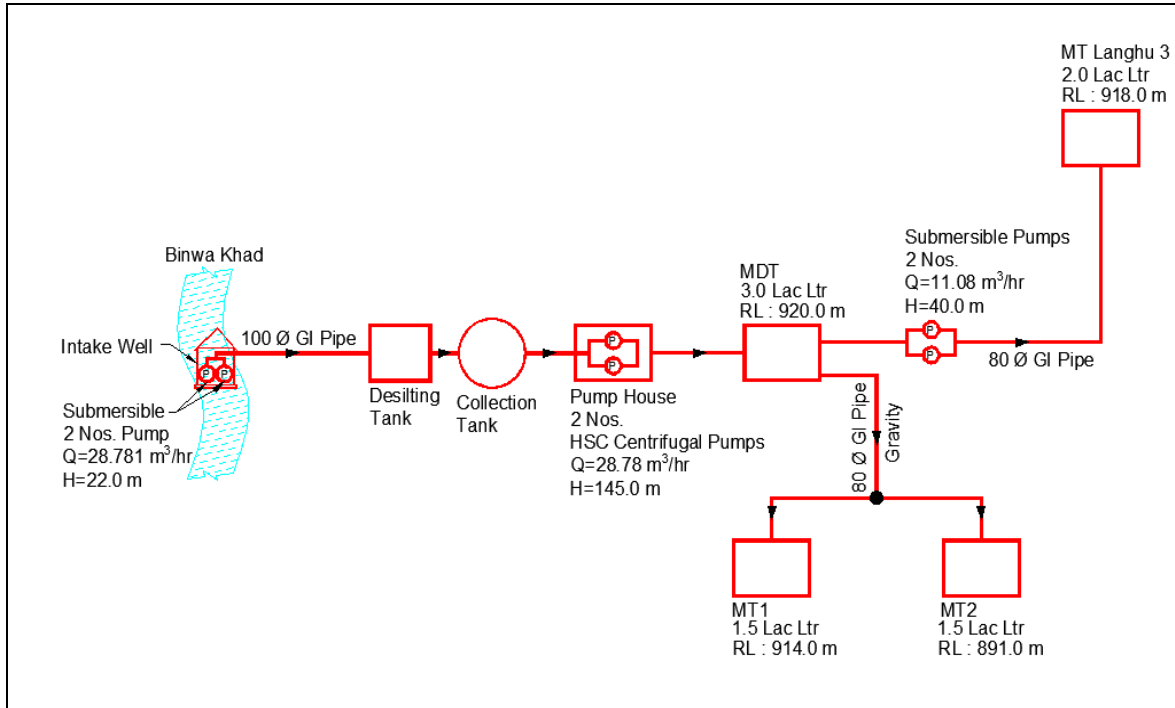 MT Langhu 3
2.0 Lac Ltr
RL : 918.0 m
Binwa Khad
Intake Well
100 Ø GI Pipe
Submersible
2 Nos. Pump
Q=28.781 m³/hr
H=22.0 m
P
P
Desilting
Tank
Collection
Tank
P
P
Pump House
2 Nos.
HSC Centrifugal Pumps
Q=28.78 m³/hr
H=145.0 m
MDT
3.0 Lac Ltr
RL : 920.0 m
Submersible Pumps
2 Nos.
Q=11.08 m³/hr
H=40.0 m
P
P
80 Ø GI Pipe
80 Ø GI Pipe
Gravity
MT1
1.5 Lac Ltr
RL : 914.0 m
MT2
1.5 Lac Ltr
RL : 891.0 m